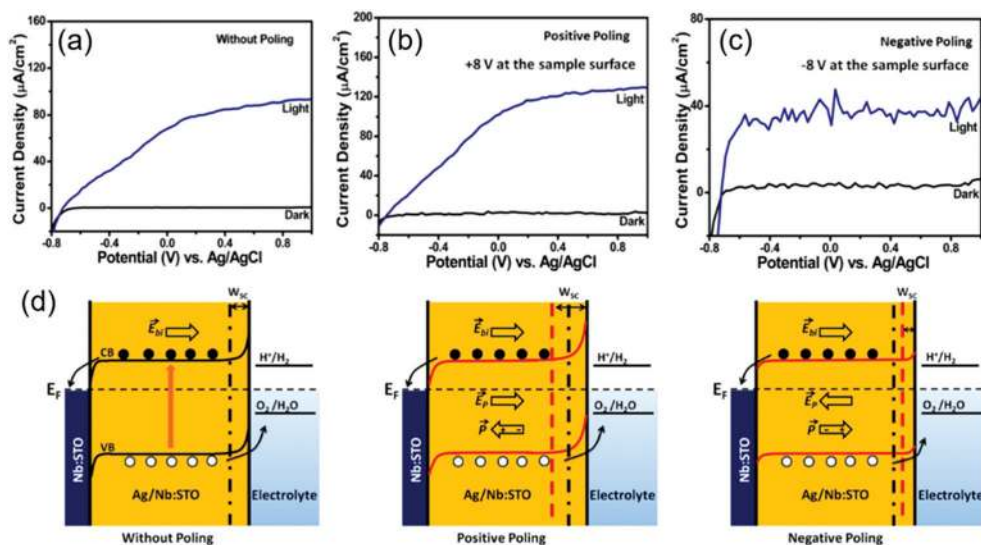 (a)
Without Poling
Current Density (μA/cm²)
160
120
80
40
0
Light
Dark
-0.8 -0.4 0.0 0.4 0.8
Potential (V) vs. Ag/AgCl
(b)
Positive Poling
+8 V at the sample surface
Current Density (μA/cm²)
200
160
120
80
40
0
Light
Dark
-0.8 -0.4 0.0 0.4 0.8
Potential (V) vs. Ag/AgCl
(c)
Negative Poling
-8 V at the sample surface
Current Density (μA/cm²)
80
40
0
Light
Dark
-0.8 -0.4 0.0 0.4 0.8
Potential (V) vs. Ag/AgCl
(d)
W_SC
E_bi
CB
H⁺/H₂
E_F
O₂/H₂O
VB
Nb:STO
Ag/Nb:STO
Electrolyte
Without Poling
W_SC
E_bi
H⁺/H₂
E_F
E_P
O₂/H₂O
P
Nb:STO
Ag/Nb:STO
Electrolyte
Positive Poling
W_SC
E_bi
H⁺/H₂
E_F
E_P
O₂/H₂O
P
Nb:STO
Ag/Nb:STO
Electrolyte
Negative Poling